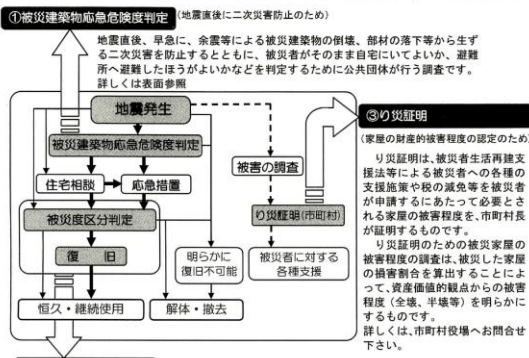 ①被災建築物応急危険度判定
(地震直後に二次災害防止のため)
地震直後、早急に、余震等による被災建築物の倒壊、部材の落下等から生ず
る二次災害を防止するとともに、被災者がそのまま自宅にいてよいか、避難
所へ避難したほうがよいかなどを判定するために公共団体が行う調査です。
詳しくは表面参照
地震発生
被災建築物応急危険度判定
住宅相談
応急措置
被災度区分判定
復 旧
明らかに
復旧不可能
恒久・継続使用
解体・撤去
被害の調査
り災証明(市町村)
被災者に対する
各種支援
③り災証明
(家屋の財産的被害程度の認定のため)
り災証明は、被災者生活再建支
援法等による被災者への各種の
支援施策や税の減免等を被災者
が申請するにあたって必要とさ
れる家屋の被害程度を、市町村長
が証明するものです。
り災証明のための被災家屋の
被害程度の調査は、被災した家屋
の損害割合を算出することによ
って、資産価値的観点からの被害
程度(全壊、半壊等)を明らかに
するものです。
詳しくは、市町村役場へお問合せ
下さい。